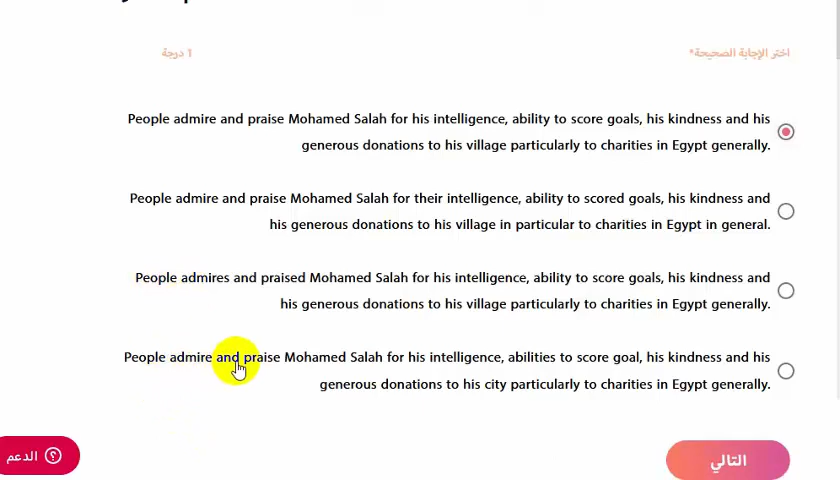 اختر الإجابة الصحيحة*
1 درجة
People admire and praise Mohamed Salah for his intelligence, ability to score goals, his kindness and his
generous donations to his village particularly to charities in Egypt generally.
People admire and praise Mohamed Salah for their intelligence, ability to scored goals, his kindness and
his generous donations to his village in particular to charities in Egypt in general.
People admires and praised Mohamed Salah for his intelligence, ability to score goals, his kindness and
his generous donations to his village particularly to charities in Egypt generally.
People admire and praise Mohamed Salah for his intelligence, abilities to score goal, his kindness and his
generous donations to his city particularly to charities in Egypt generally.
الدعم
التالي